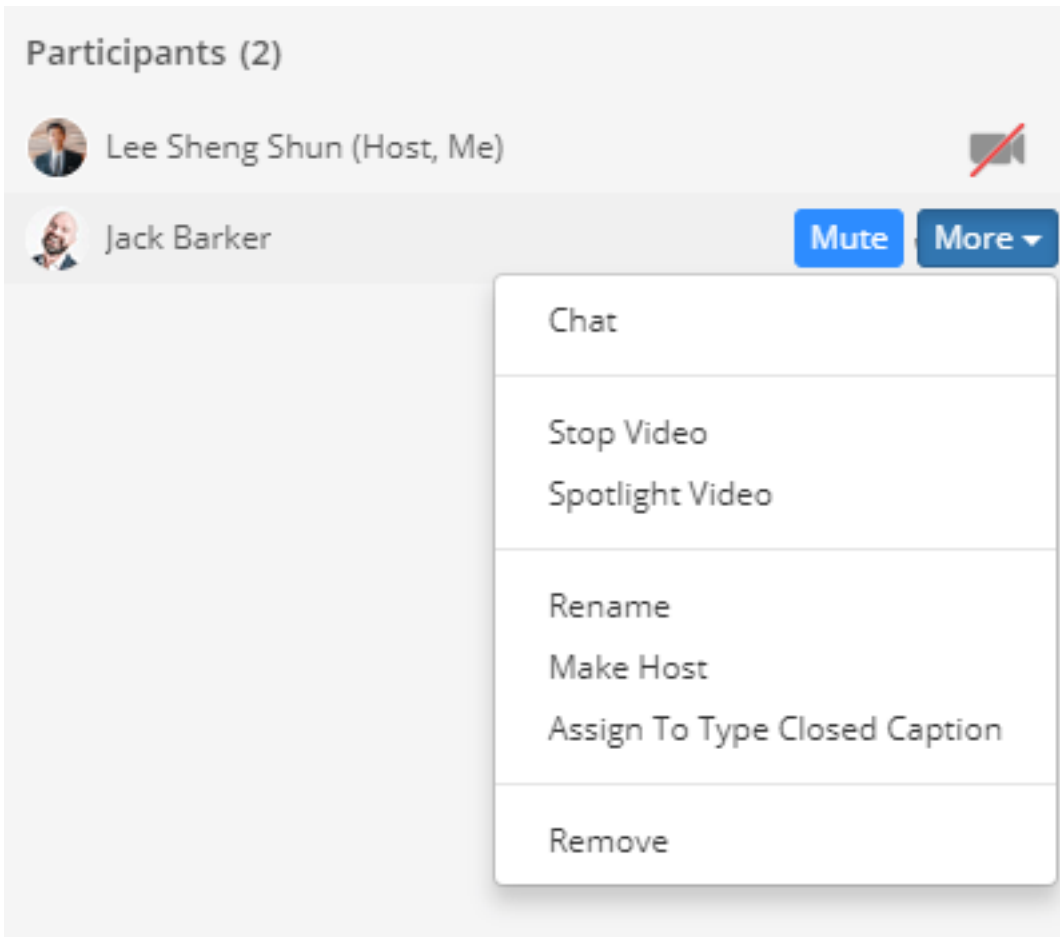 Participants (2)
Lee Sheng Shun (Host, Me)
Jack Barker Mute More
Chat
Stop Video
Spotlight Video
Rename
Make Host
Assign To Type Closed Caption
Remove